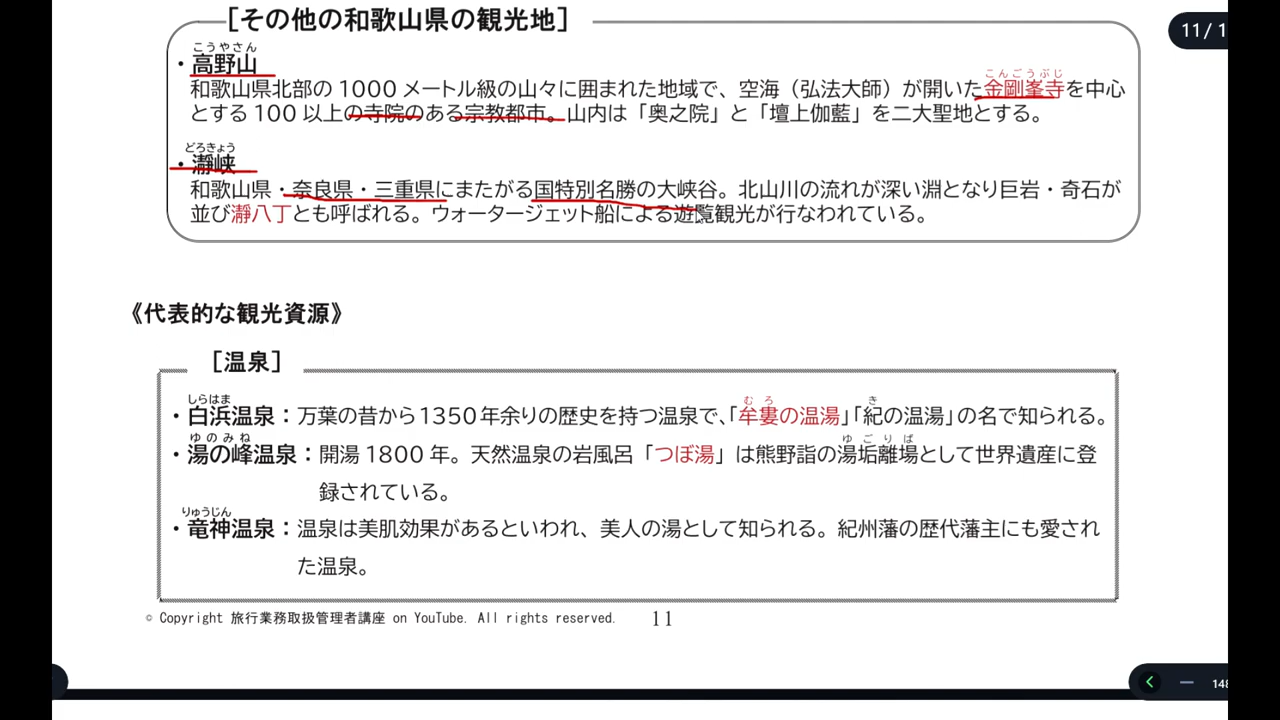 [その他の和歌山県の観光地]
11/1
こうやさん
・高野山
こんごうぶじ
和歌山県北部の1000メートル級の山々に囲まれた地域で、空海（弘法大師）が開いた金剛峯寺を中心
とする100以上の寺院のある宗教都市。山内は「奥之院」と「壇上伽藍」を二大聖地とする。
どろきょう
・瀞峡
和歌山県・奈良県・三重県にまたがる国特別名勝の大峡谷。北山川の流れが深い淵となり巨岩・奇石が
並び瀞八丁とも呼ばれる。ウォータージェット船による遊覧観光が行なわれている。
《代表的な観光資源》
[温泉]
しらはま むろ き
・白浜温泉：万葉の昔から1350年余りの歴史を持つ温泉で、「牟婁の温湯」「紀の温湯」の名で知られる。
ゆのみね ゆごりば
・湯の峰温泉：開湯1800年。天然温泉の岩風呂「つぼ湯」は熊野詣の湯垢離場として世界遺産に登
録されている。
りゅうじん
・竜神温泉：温泉は美肌効果があるといわれ、美人の湯として知られる。紀州藩の歴代藩主にも愛され
た温泉。
© Copyright 旅行業務取扱管理者講座 on YouTube. All rights reserved. 11
148